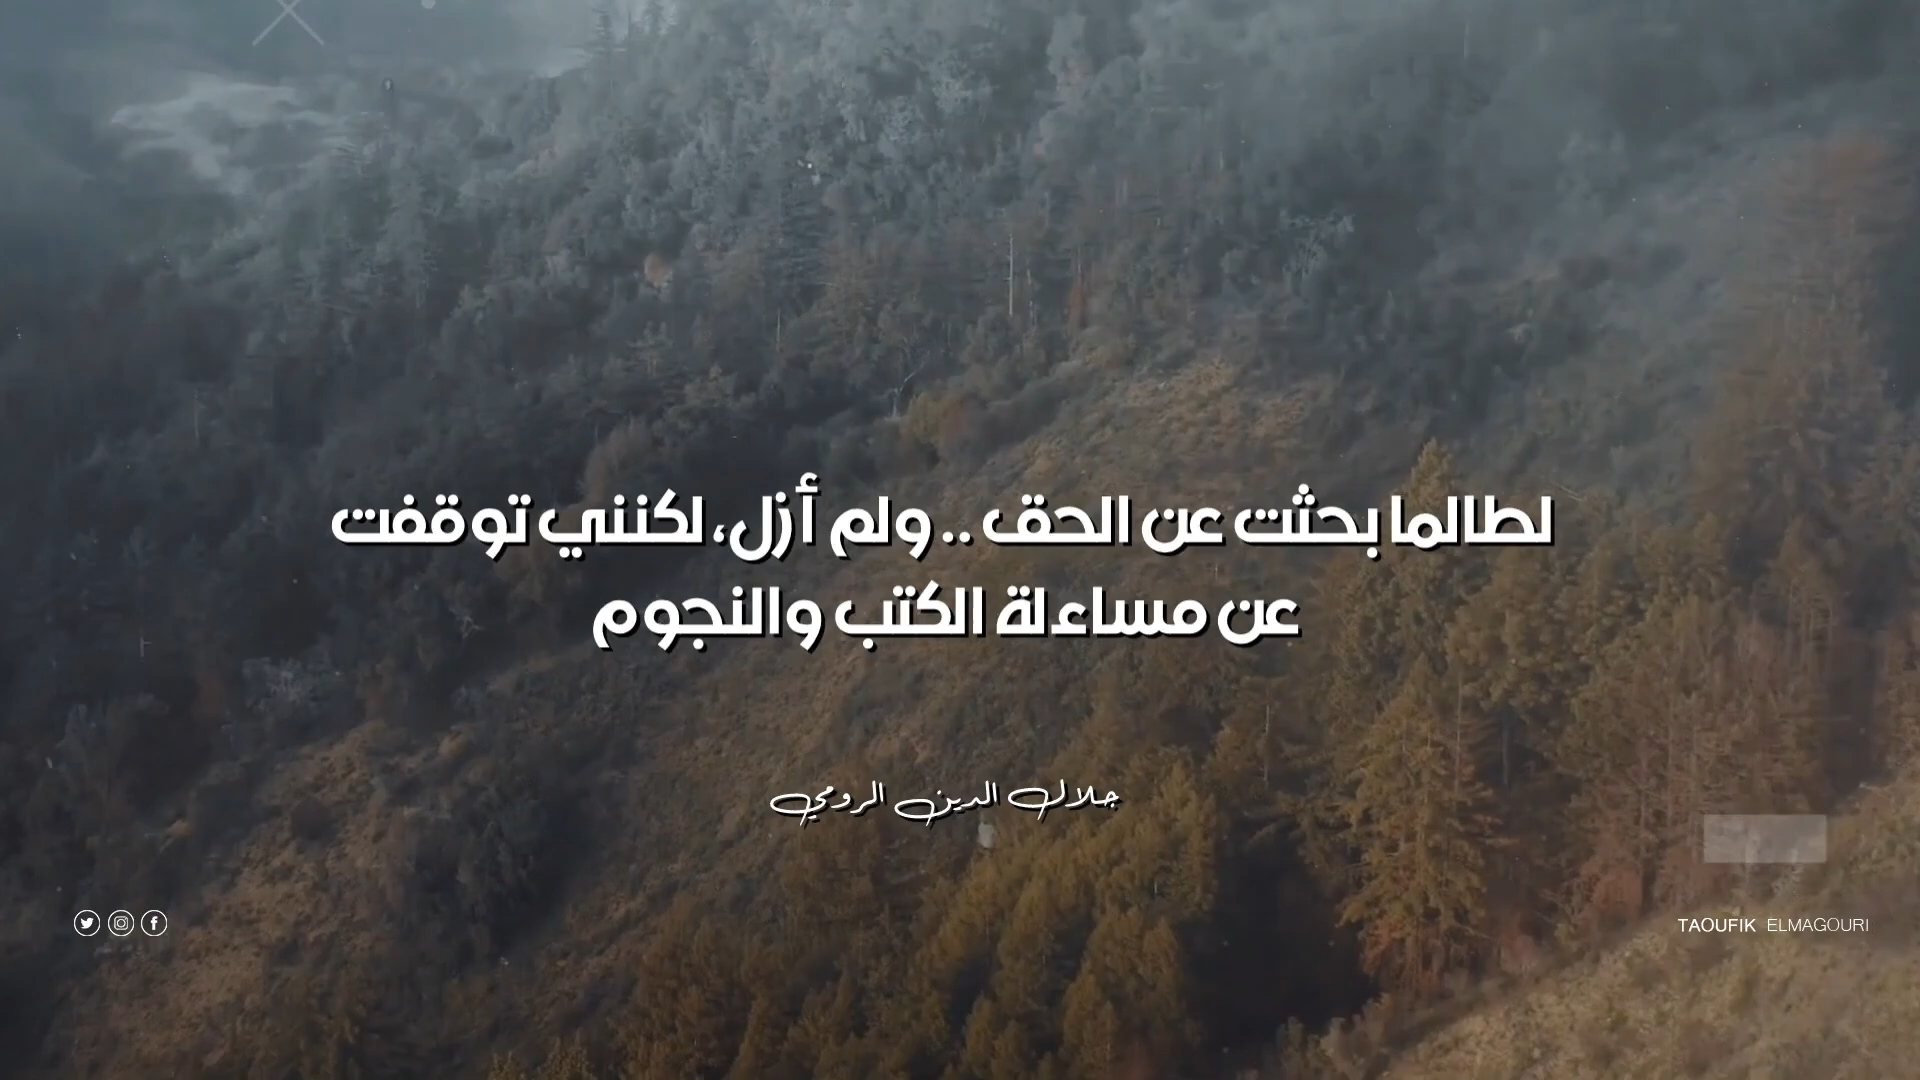 لطالما بحثت عن الحق .. ولم أزل، لكنني توقفت
عن مساءلة الكتب والنجوم
جلال الدين الرومي
TAOUFIK ELMAGOURI